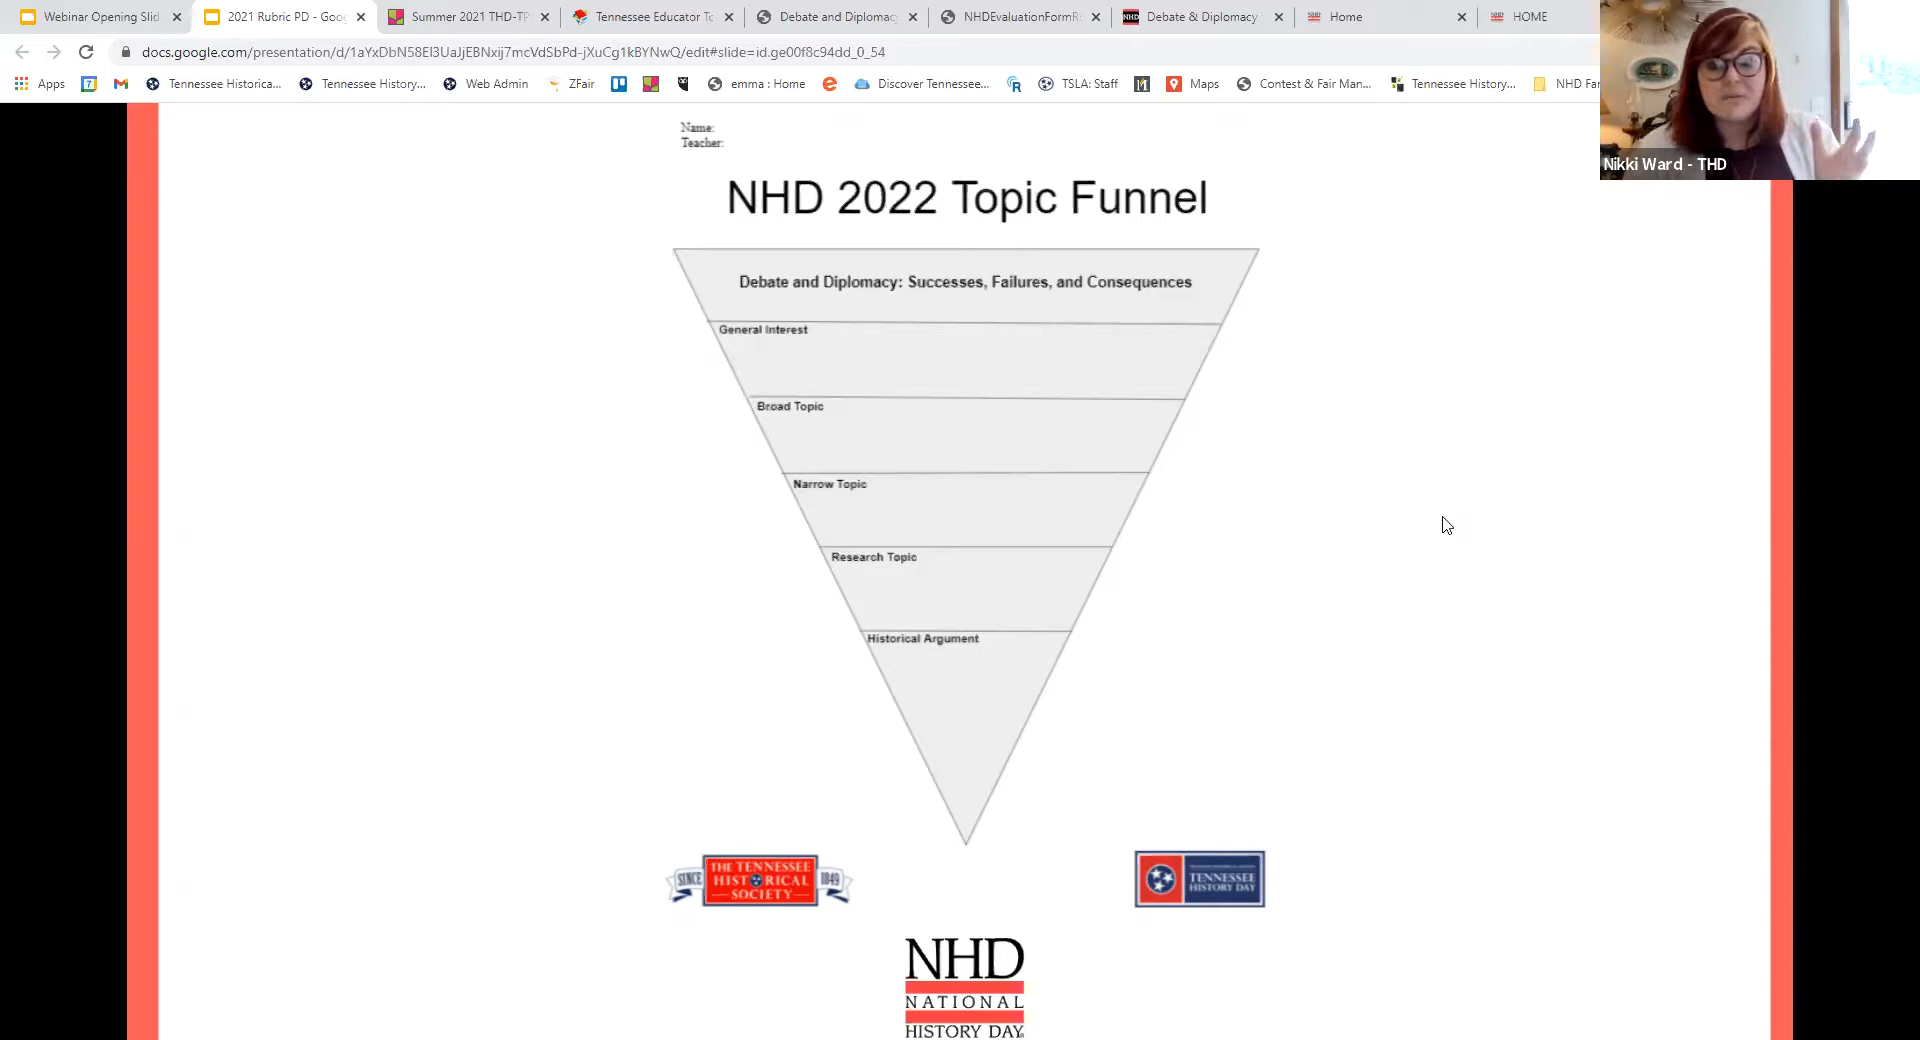 Webinar Opening Slid
2021 Rubric PD - Goo
Summer 2021 THD-TP
Tennessee Educator To
Debate and Diplomac
NHDEvaluationFormR
Debate & Diplomacy
Home
HOME
docs.google.com/presentation/d/1aYxDbN58El3UaJjEBNxij7mcVdSbPd-jXuCg1kBYNwQ/edit#slide=id.ge00f8c94dd_0_54
Apps
Tennessee Historica...
Tennessee History...
Web Admin
ZFair
emma : Home
Discover Tennessee...
TSLA: Staff
Maps
Contest & Fair Man...
Tennessee History...
NHD Fan
Nikki Ward - THD
Name:
Teacher:
NHD 2022 Topic Funnel
Debate and Diplomacy: Successes, Failures, and Consequences
General Interest
Broad Topic
Narrow Topic
Research Topic
Historical Argument
SINCE
THE TENNESSEE
HISTORICAL
SOCIETY
1849
TENNESSEE
HISTORY DAY
NHD
NATIONAL
HISTORY DAY